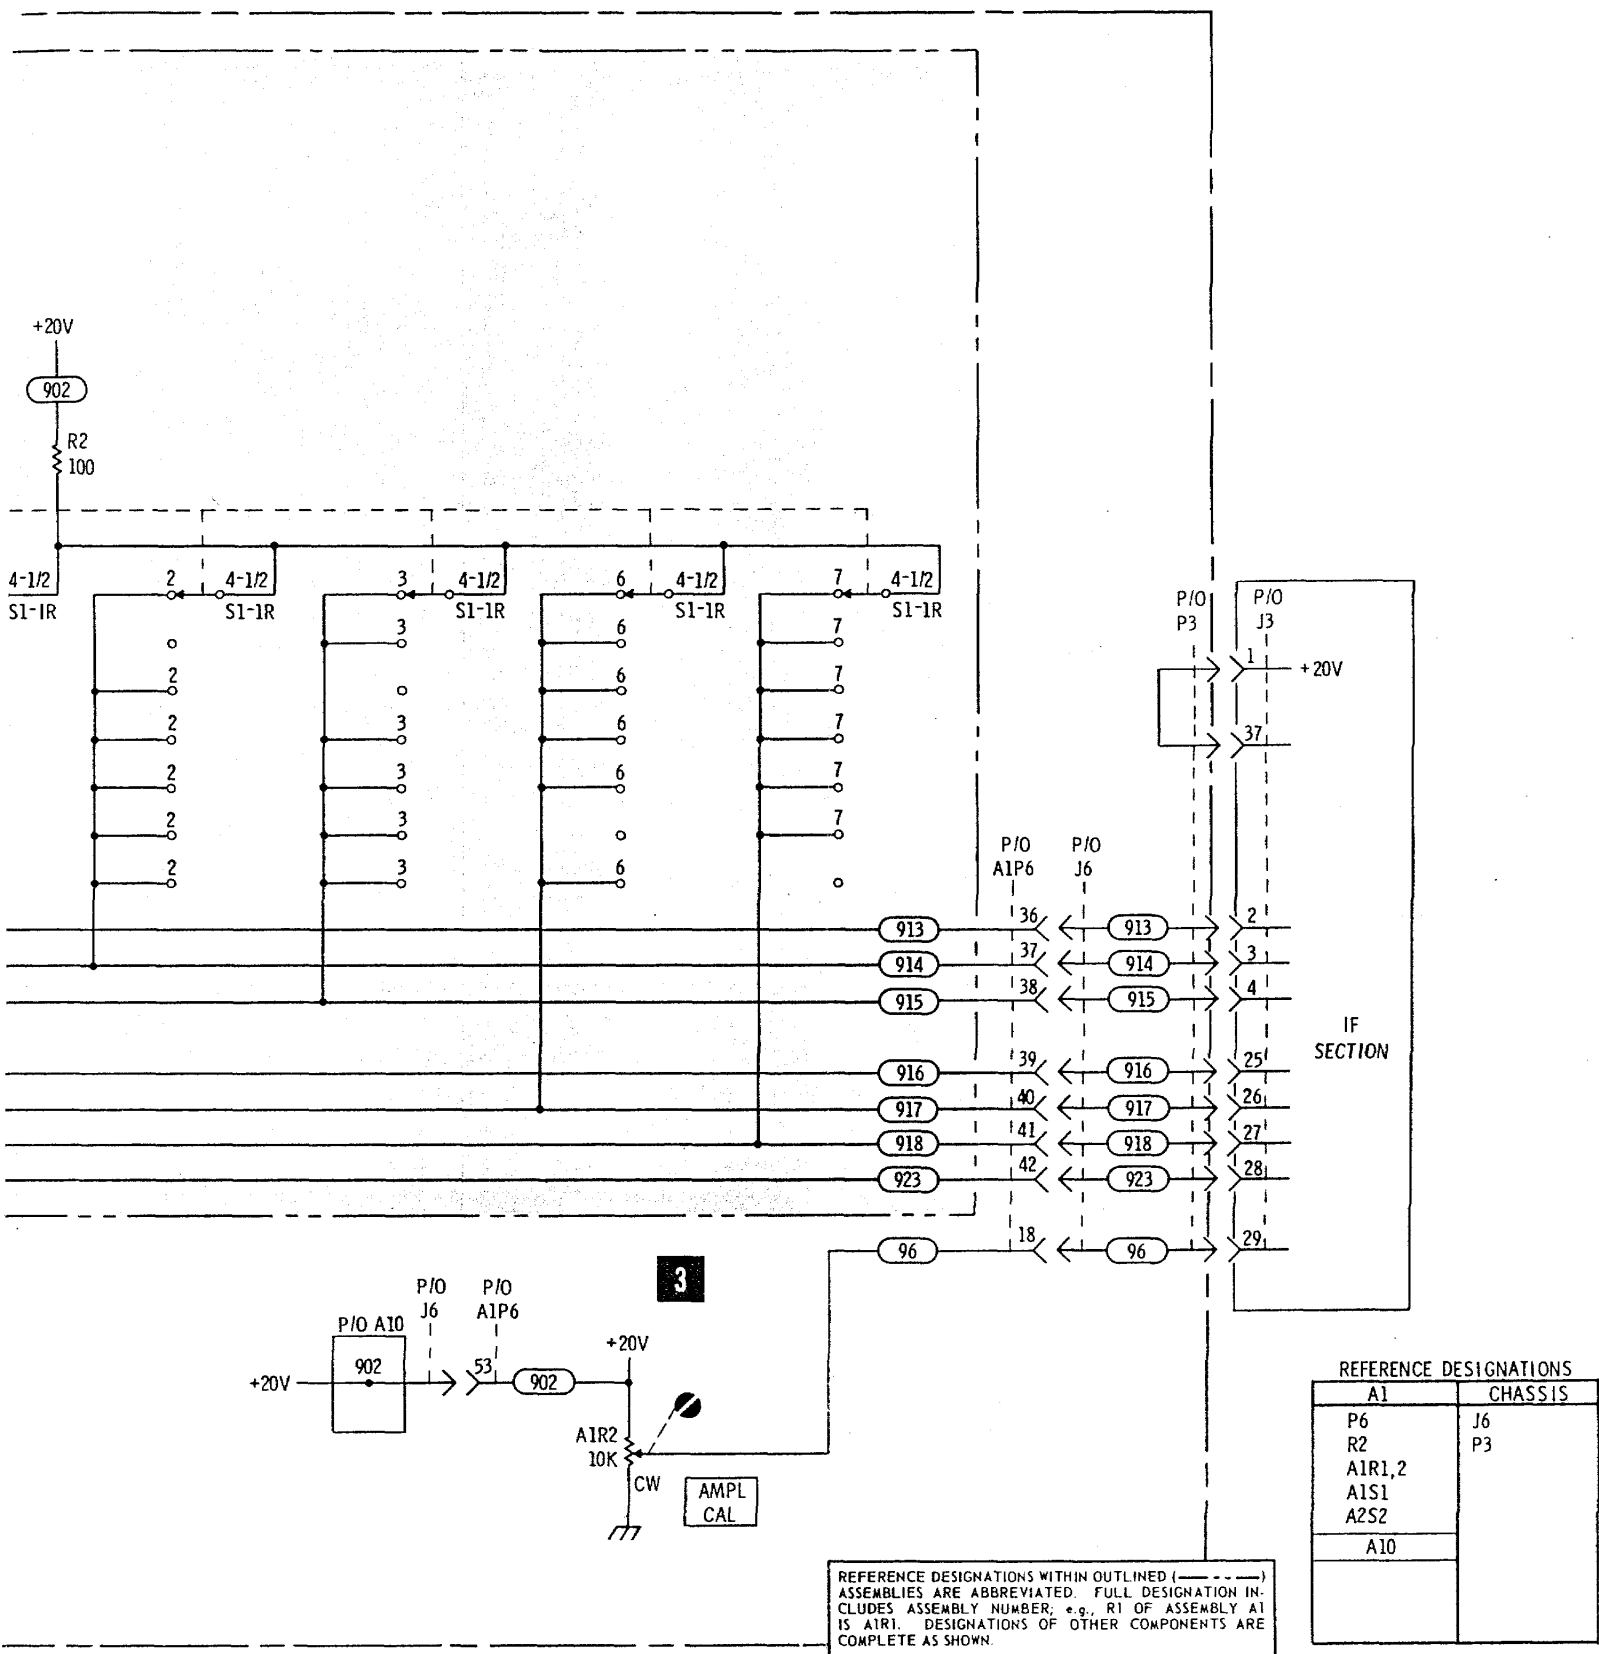 +20V
902
R2
100
4-1/2
S1-1R
2
4-1/2
S1-1R
3
4-1/2
S1-1R
6
4-1/2
S1-1R
7
4-1/2
S1-1R
3
6
7
2
6
7
2
3
6
7
2
3
6
7
2
3
7
2
3
6
P/O
P3
P/O
J3
1
+20V
37
P/O
A1P6
P/O
J6
913
36
913
2
914
37
914
3
915
38
915
4
IF
SECTION
916
39
916
25
917
40
917
26
918
41
918
27
923
42
923
28
96
18
96
29
3
P/O
J6
P/O
A1P6
P/O A10
+20V
902
53
902
+20V
A1R2
10K
CW
AMPL
CAL
REFERENCE DESIGNATIONS
A1
CHASSIS
P6
J6
R2
P3
A1R1,2
A1S1
A2S2
A10
REFERENCE DESIGNATIONS WITHIN OUTLINED (— - - —)
ASSEMBLIES ARE ABBREVIATED. FULL DESIGNATION IN-
CLUDES ASSEMBLY NUMBER; e.g., R1 OF ASSEMBLY A1
IS A1R1. DESIGNATIONS OF OTHER COMPONENTS ARE
COMPLETE AS SHOWN.